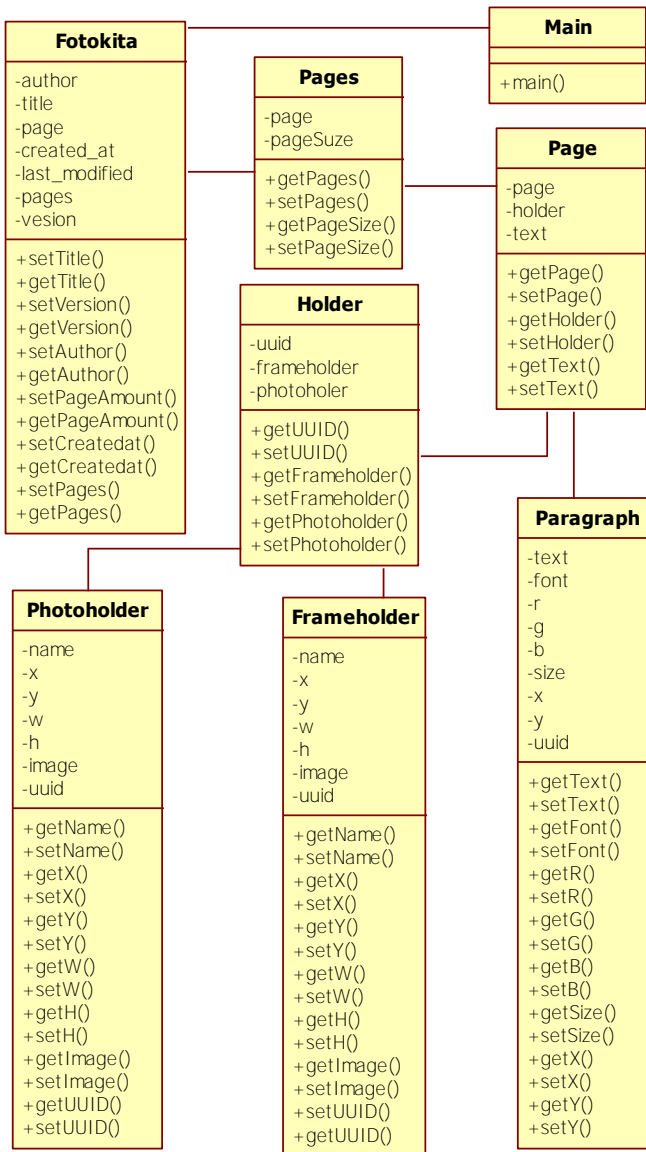 Fotokita
-author
-title
-page
-created_at
-last_modified
-pages
-vesion
+setTitle()
+getTitle()
+setVersion()
+getVersion()
+setAuthor()
+getAuthor()
+setPageAmount()
+getPageAmount()
+setCreatedat()
+getCreatedat()
+setPages()
+getPages()
Main
+main()
Pages
-page
-pageSuze
+getPages()
+setPages()
+getPageSize()
+setPageSize()
Page
-page
-holder
-text
+getPage()
+setPage()
+getHolder()
+setHolder()
+getText()
+setText()
Holder
-uuid
-frameholder
-photoholer
+getUUID()
+setUUID()
+getFrameholder()
+setFrameholder()
+getPhotoholder()
+setPhotoholder()
Photoholder
-name
-x
-y
-w
-h
-image
-uuid
+getName()
+setName()
+getX()
+setX()
+getY()
+setY()
+getW()
+setW()
+getH()
+setH()
+getImage()
+setImage()
+getUUID()
+setUUID()
Frameholder
-name
-x
-y
-w
-h
-image
-uuid
+getName()
+setName()
+getX()
+setX()
+getY()
+setY()
+getW()
+setW()
+getH()
+setH()
+getImage()
+setImage()
+setUUID()
+getUUID()
Paragraph
-text
-font
-r
-g
-b
-size
-x
-y
-uuid
+getText()
+setText()
+getFont()
+setFont()
+getR()
+setR()
+getG()
+setG()
+getB()
+setB()
+getSize()
+setSize()
+getX()
+setX()
+getY()
+setY()